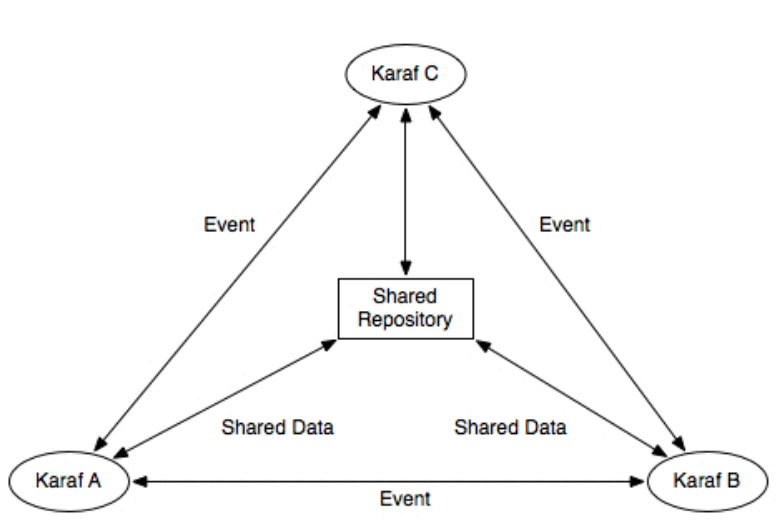 Karaf C
Event
Event
Shared
Repository
Shared Data
Shared Data
Karaf A
Karaf B
Event